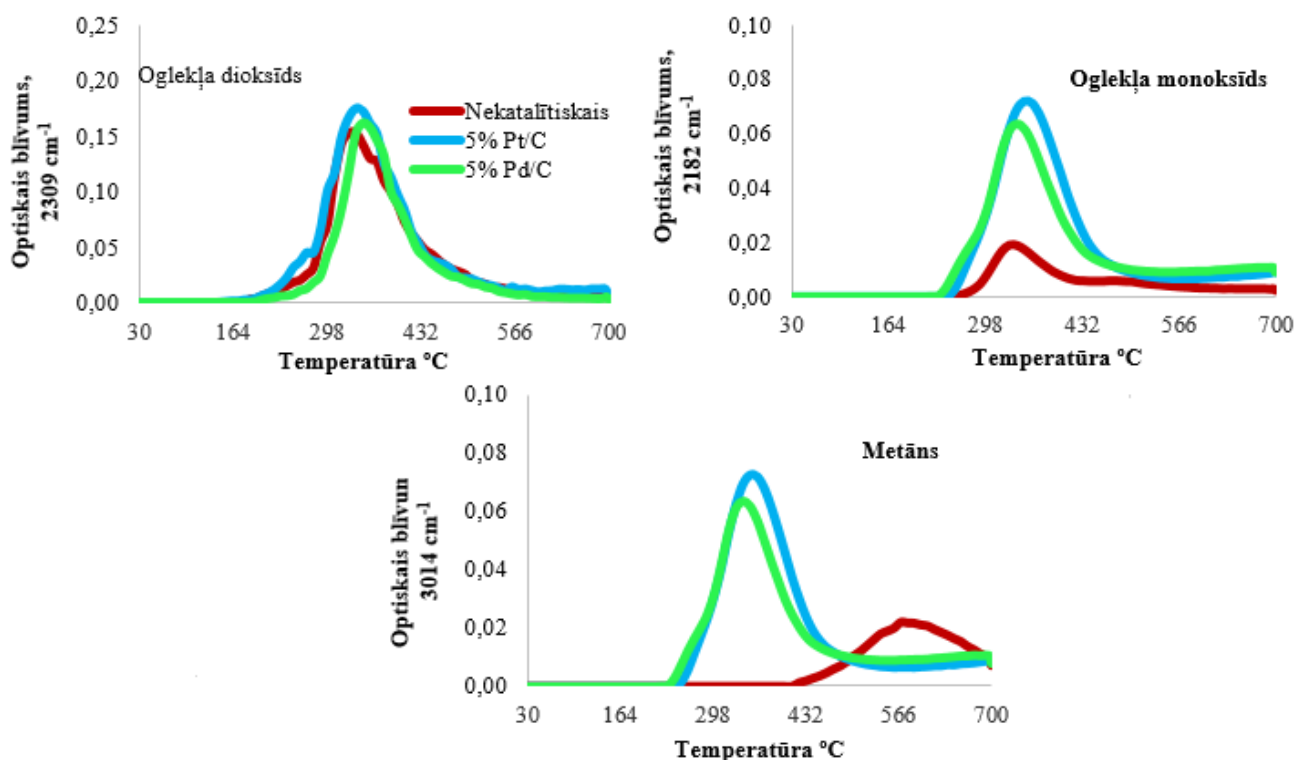 Optiskais blīvums,
2309 cm-1
0,25
0,20
0,15
0,10
0,05
0,00
Oglekļa dioksīds
Nekatalītiskais
5% Pt/C
5% Pd/C
30 164 298 432 566 700
Temperatūra ºC
Optiskais blīvums,
2182 cm-1
0,10
0,08
0,06
0,04
0,02
0,00
Oglekļa monoksīds
30 164 298 432 566 700
Temperatūra ºC
Optiskais blīvun
3014 cm-1
0,10
0,08
0,06
0,04
0,02
0,00
Metāns
30 164 298 432 566 700
Temperatūra ºC